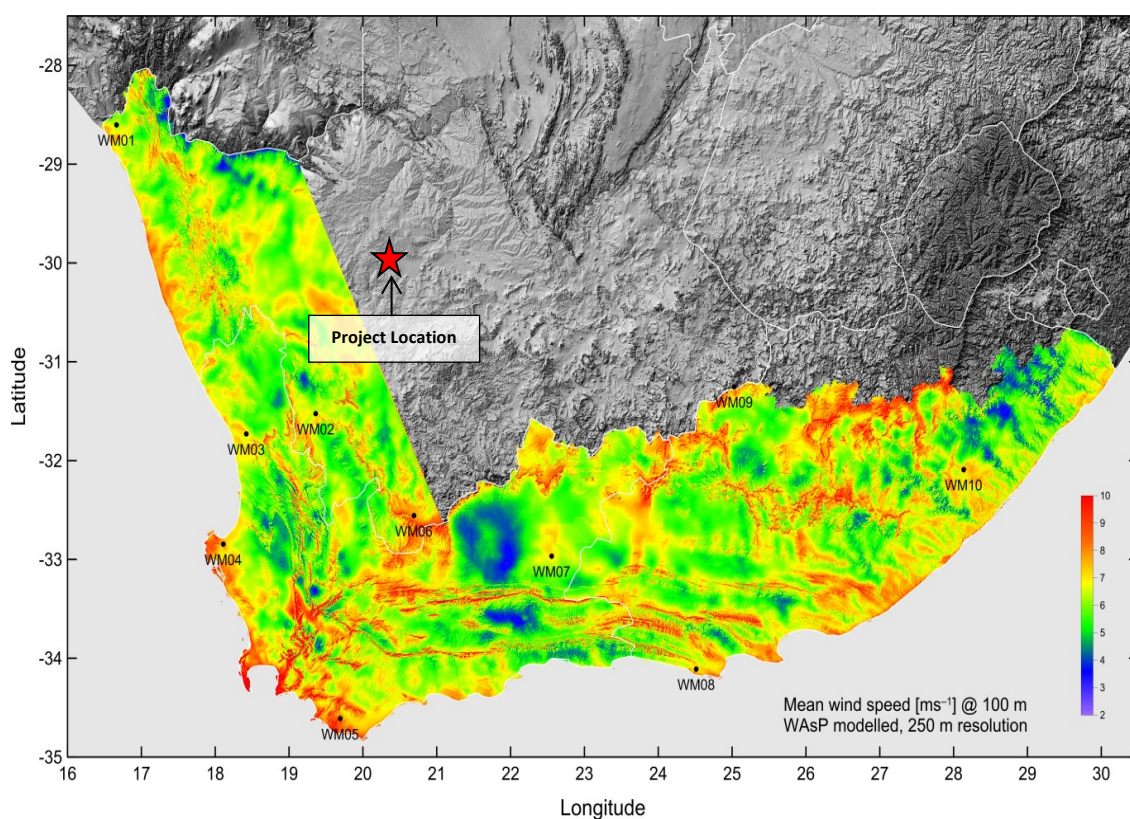 -28
WM01
-29
-30
Project Location
-31
Latitude
WM02
WM09
WM03
-32
WM10
WM06
10
9
8
7
6
5
4
3
2
WM04
-33
WM07
-34
WM08
Mean wind speed [ms⁻¹] @ 100 m
WAsP modelled, 250 m resolution
WM05
-35
16 17 18 19 20 21 22 23 24 25 26 27 28 29 30
Longitude